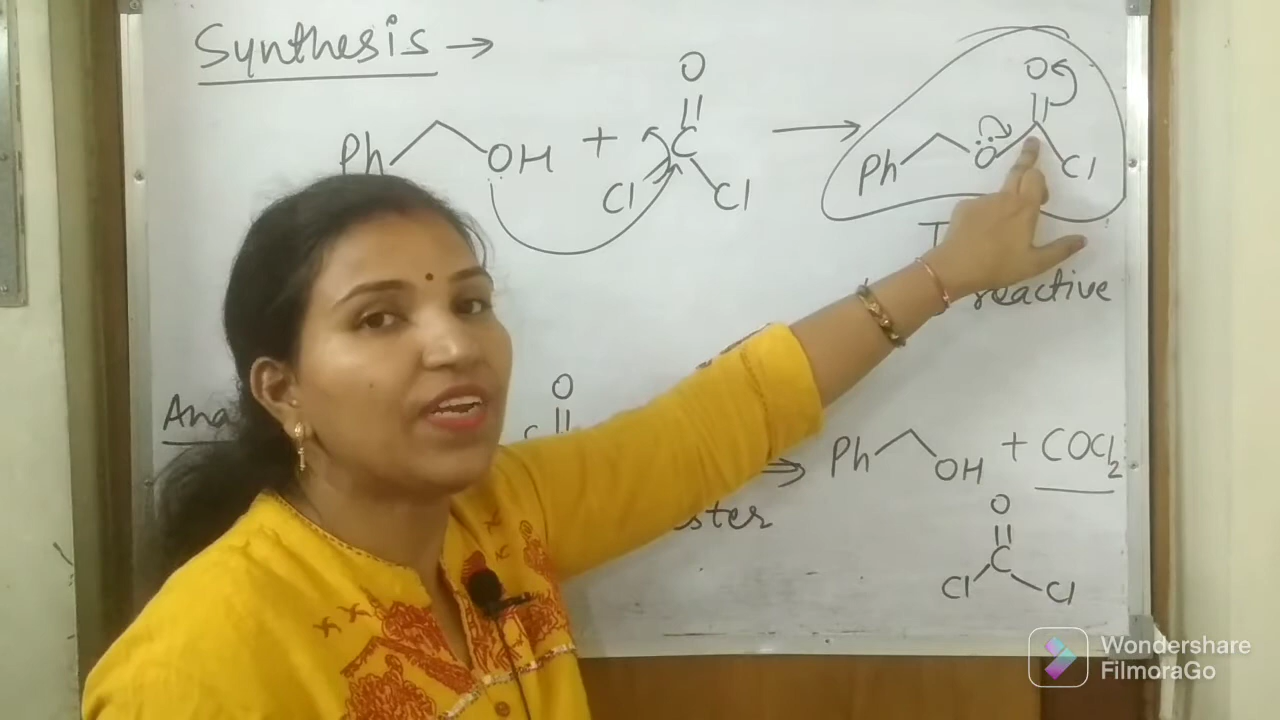 Synthesis →
Ph OH + O C Cl Cl → Ph O O Cl
reactive
Ph OH + COCl2
O
C
Cl Cl
Wondershare
FilmoraGo